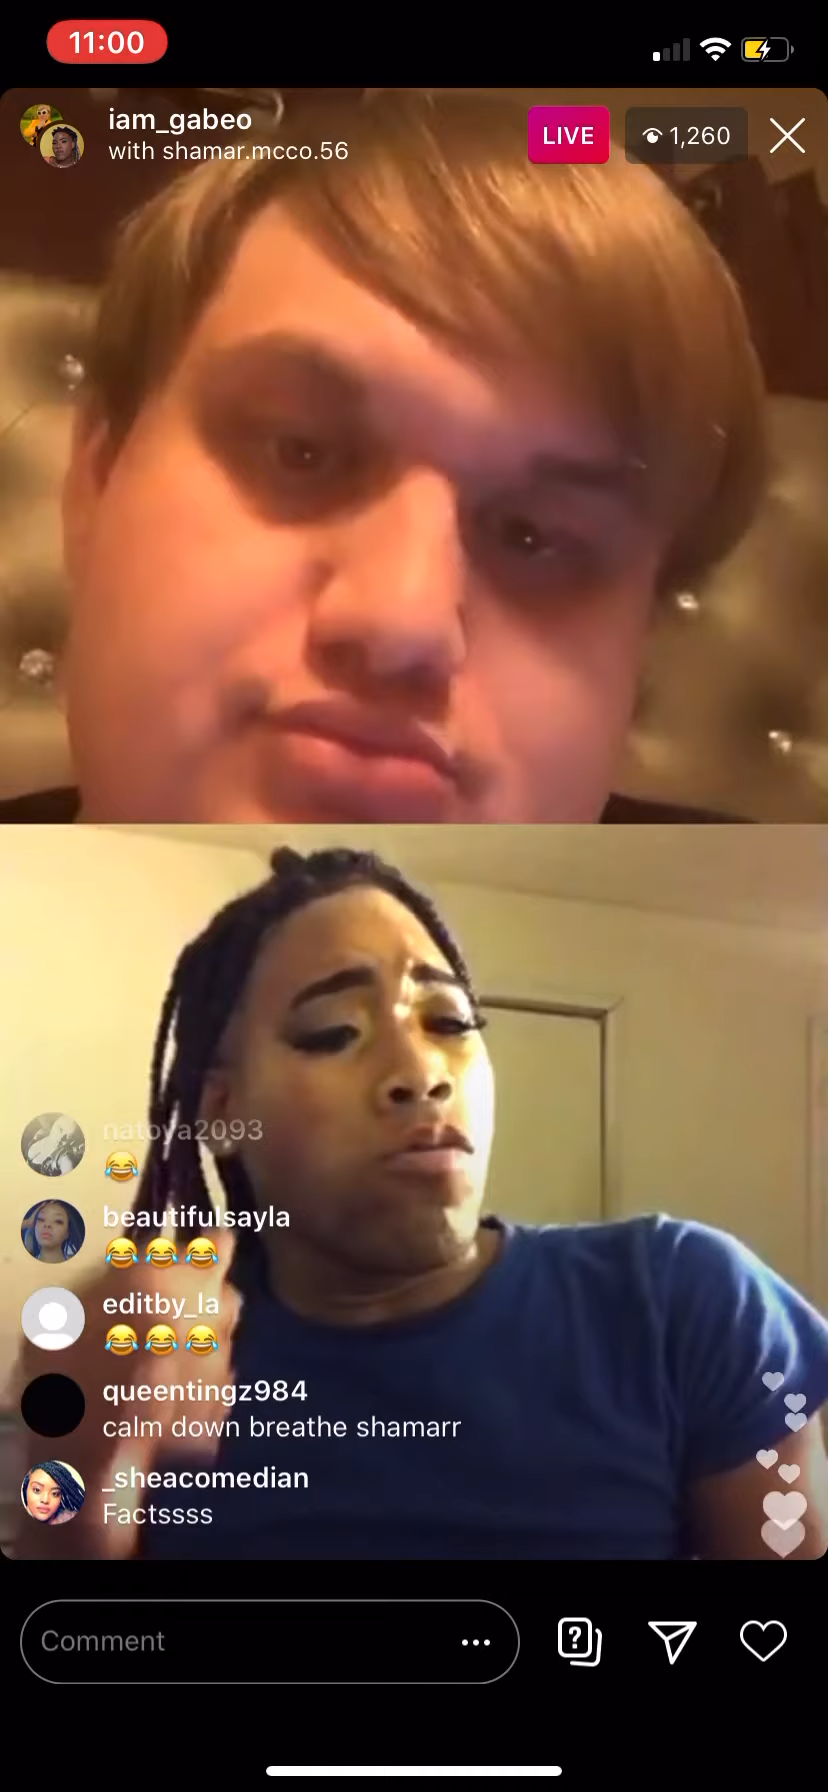 11:00
iam_gabeo
with shamar.mcco.56
LIVE
1,260
natoya2093
😂
beautifulsayla
😂😂😂
editby_la
😂😂😂
queentingz984
calm down breathe shamarr
_sheacomedian
Factssss
Comment